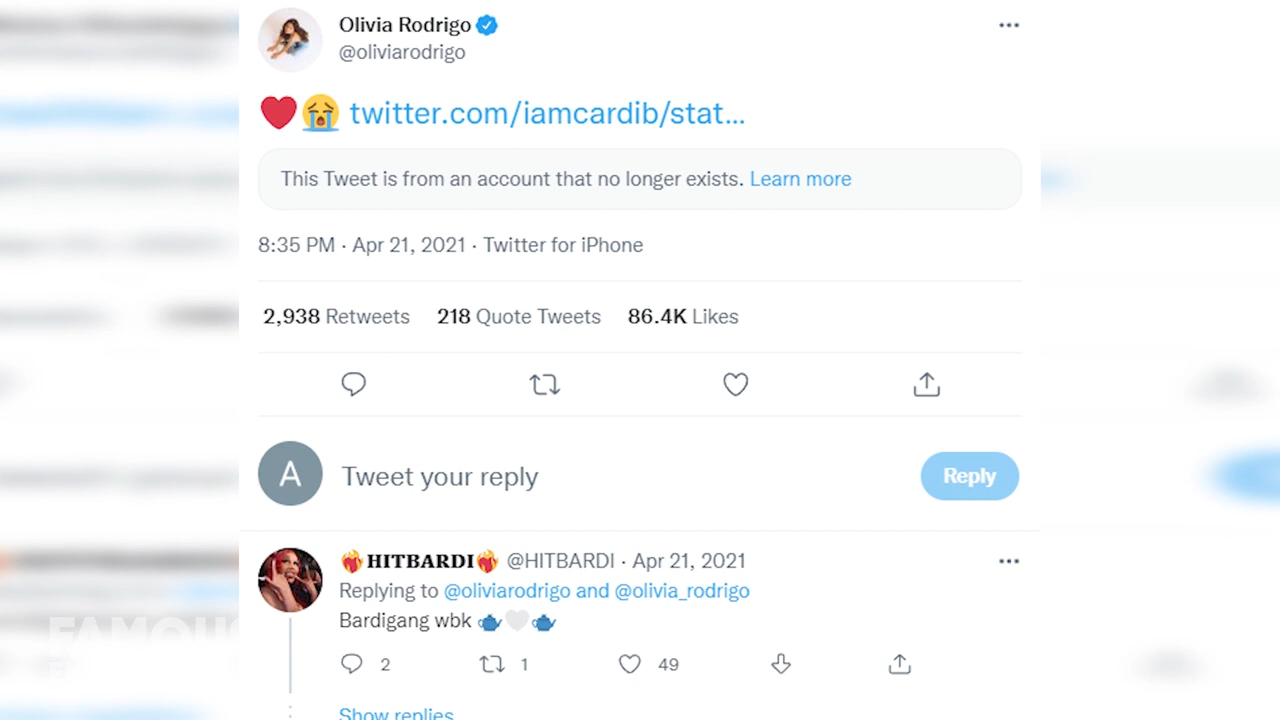 Olivia Rodrigo
@oliviarodrigo
❤️😭 twitter.com/iamcardib/stat...
This Tweet is from an account that no longer exists. Learn more
8:35 PM · Apr 21, 2021 · Twitter for iPhone
2,938 Retweets 218 Quote Tweets 86.4K Likes
A Tweet your reply Reply
❤️‍🔥HITBARDI❤️‍🔥 @HITBARDI · Apr 21, 2021
Replying to @oliviarodrigo and @olivia_rodrigo
Bardigang wbk 🫖🤍🫖
2 1 49
Show replies
FAMOUS